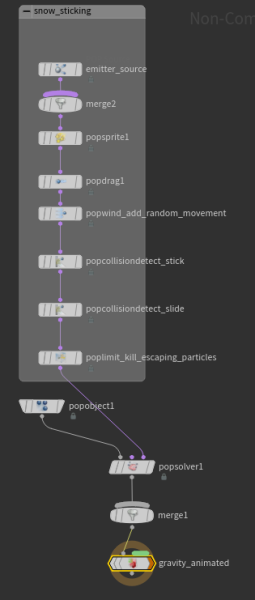 snow_sticking
Non-Com
emitter_source
merge2
popsprite1
popdrag1
popwind_add_random_movement
popcollisiondetect_stick
popcollisiondetect_slide
poplimit_kill_escaping_particles
popobject1
popsolver1
merge1
gravity_animated